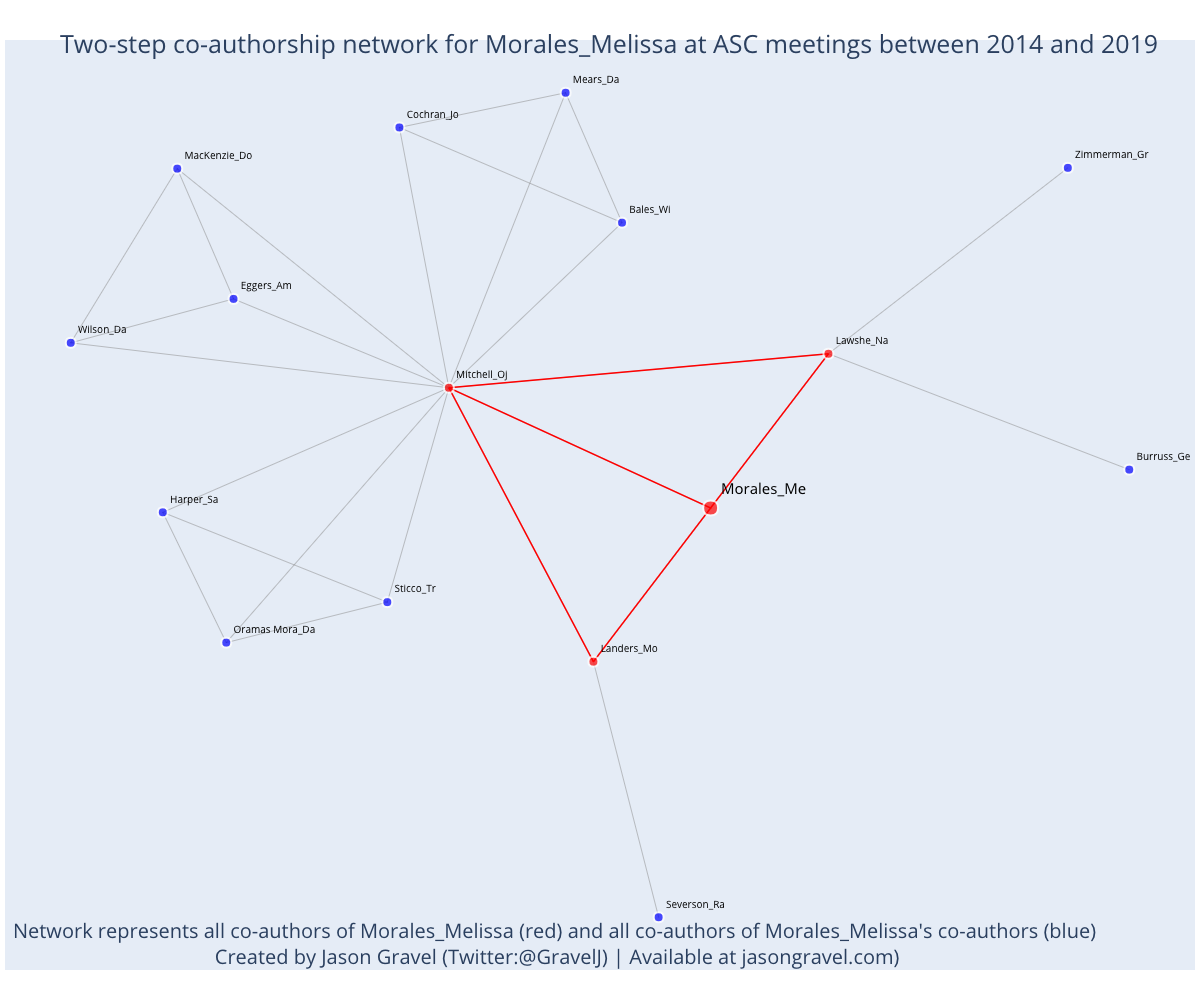 Two-step co-authorship network for Morales_Melissa at ASC meetings between 2014 and 2019
Mears_Da
Cochran_Jo
MacKenzie_Do
Zimmerman_Gr
Bales_Wi
Eggers_Am
Wilson_Da
Lawshe_Na
Mitchell_Oj
Burruss_Ge
Morales_Me
Harper_Sa
Sticco_Tr
Oramas Mora_Da
Landers_Mo
Severson_Ra
Network represents all co-authors of Morales_Melissa (red) and all co-authors of Morales_Melissa's co-authors (blue)
Created by Jason Gravel (Twitter:@GravelJ) | Available at jasongravel.com)